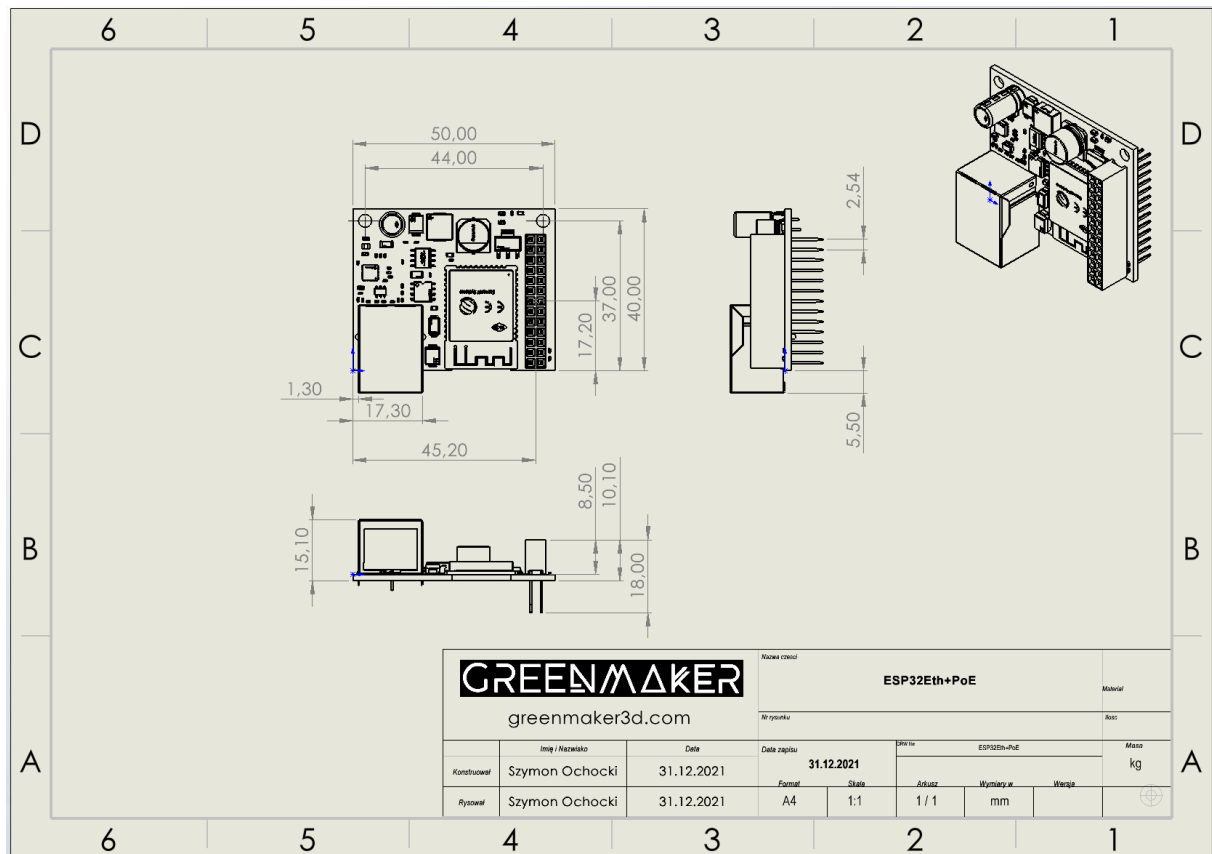 6 5 4 3 2 1
D D
50,00
44,00
2,54
37,00
40,00
17,20
C C
1,30
17,30
5,50
45,20
8,50
10,10
15,10
18,00
B B
GREENMAKER
greenmaker3d.com
Nazwa czesci
ESP32Eth+PoE
Materiał
Nr rysunku
Ilosc
Imię i Nazwisko Data
Data zapisu
31.12.2021
ESP32Eth+PoE
Masa
kg
Konstruował Szymon Ochocki 31.12.2021
Format Skala Arkusz Wymiary w Wersja
Rysował Szymon Ochocki 31.12.2021
A4 1:1 1 / 1 mm
A A
6 5 4 3 2 1